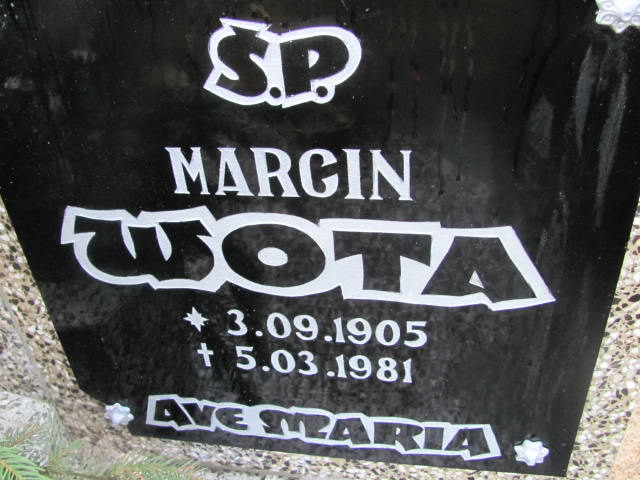 Ś.P.
MARCIN
WOTA
* 3.09.1905
† 5.03.1981
AVE MARIA